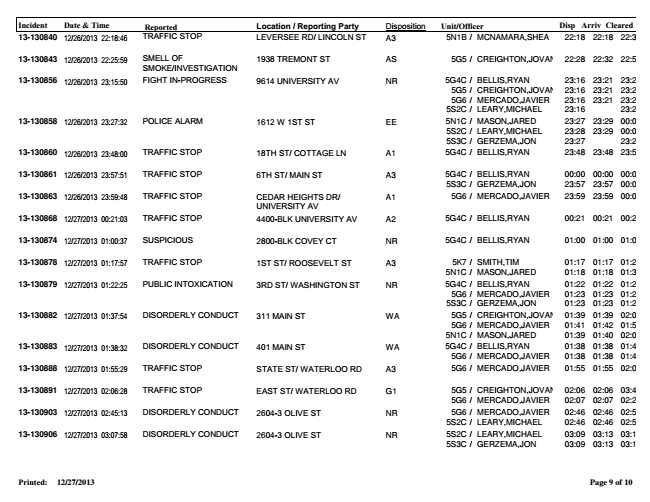 Incident Date & Time Reported Location / Reporting Party Disposition Unit/Officer Disp Arriv Cleared
13-130840 12/26/2013 22:18:46 TRAFFIC STOP LEVERSEE RD/ LINCOLN ST A3 5N1B / MCNAMARA,SHEA 22:18 22:18 22:3
13-130843 12/26/2013 22:25:59 SMELL OF AS 1938 TREMONT ST 5G5 / CREIGHTON,JOVAN 22:28 22:32 22:5
SMOKE/INVESTIGATION
13-130856 12/26/2013 23:15:50 FIGHT IN-PROGRESS 9614 UNIVERSITY AV NR 5G4C / BELLIS,RYAN 23:16 23:21 23:2
5G5 / CREIGHTON,JOVAN 23:16 23:21 23:2
5G6 / MERCADO,JAVIER 23:16 23:21 23:2
5S2C / LEARY,MICHAEL 23:16 23:2
13-130858 12/26/2013 23:27:32 POLICE ALARM 1612 W 1ST ST EE 5N1C / MASON,JARED 23:27 23:29 00:0
5S2C / LEARY,MICHAEL 23:28 23:29 00:0
5S3C / GERZEMA,JON 23:27 23:2
13-130860 12/26/2013 23:48:00 TRAFFIC STOP 18TH ST/ COTTAGE LN A1 5G4C / BELLIS,RYAN 23:48 23:48 23:5
13-130861 12/26/2013 23:57:51 TRAFFIC STOP 6TH ST/ MAIN ST A3 5G4C / BELLIS,RYAN 00:00 00:00 00:0
5S3C / GERZEMA,JON 23:57 23:57 00:0
13-130863 12/26/2013 23:59:48 TRAFFIC STOP CEDAR HEIGHTS DR/ A1 5G6 / MERCADO,JAVIER 23:59 23:59 00:0
UNIVERSITY AV
13-130868 12/27/2013 00:21:03 TRAFFIC STOP 4400-BLK UNIVERSITY AV A2 5G4C / BELLIS,RYAN 00:21 00:21 00:2
13-130874 12/27/2013 01:00:37 SUSPICIOUS 2800-BLK COVEY CT NR 5G4C / BELLIS,RYAN 01:00 01:00 01:0
13-130878 12/27/2013 01:17:57 TRAFFIC STOP 1ST ST/ ROOSEVELT ST A3 5K7 / SMITH,TIM 01:17 01:17 01:2
5N1C / MASON,JARED 01:18 01:18 01:3
13-130879 12/27/2013 01:22:25 PUBLIC INTOXICATION 3RD ST/ WASHINGTON ST NR 5G4C / BELLIS,RYAN 01:22 01:22 01:2
5G6 / MERCADO,JAVIER 01:23 01:23 01:2
5S3C / GERZEMA,JON 01:23 01:23 01:2
13-130882 12/27/2013 01:37:54 DISORDERLY CONDUCT 311 MAIN ST WA 5G5 / CREIGHTON,JOVAN 01:39 01:39 02:0
5G6 / MERCADO,JAVIER 01:41 01:42 01:5
5N1C / MASON,JARED 01:39 01:40 02:0
13-130883 12/27/2013 01:38:32 DISORDERLY CONDUCT 401 MAIN ST WA 5G4C / BELLIS,RYAN 01:38 01:38 01:4
5G6 / MERCADO,JAVIER 01:38 01:38 01:4
13-130888 12/27/2013 01:55:29 TRAFFIC STOP STATE ST/ WATERLOO RD A3 5G6 / MERCADO,JAVIER 01:55 01:55 02:0
13-130891 12/27/2013 02:06:28 TRAFFIC STOP EAST ST/ WATERLOO RD G1 5G5 / CREIGHTON,JOVAN 02:06 02:06 03:4
5G6 / MERCADO,JAVIER 02:07 02:07 02:2
13-130903 12/27/2013 02:45:13 DISORDERLY CONDUCT 2604-3 OLIVE ST NR 5G6 / MERCADO,JAVIER 02:46 02:46 02:5
5S2C / LEARY,MICHAEL 02:46 02:46 02:5
13-130906 12/27/2013 03:07:58 DISORDERLY CONDUCT 2604-3 OLIVE ST NR 5S2C / LEARY,MICHAEL 03:09 03:13 03:1
5S3C / GERZEMA,JON 03:09 03:13 03:1
Printed: 12/27/2013 Page 9 of 10